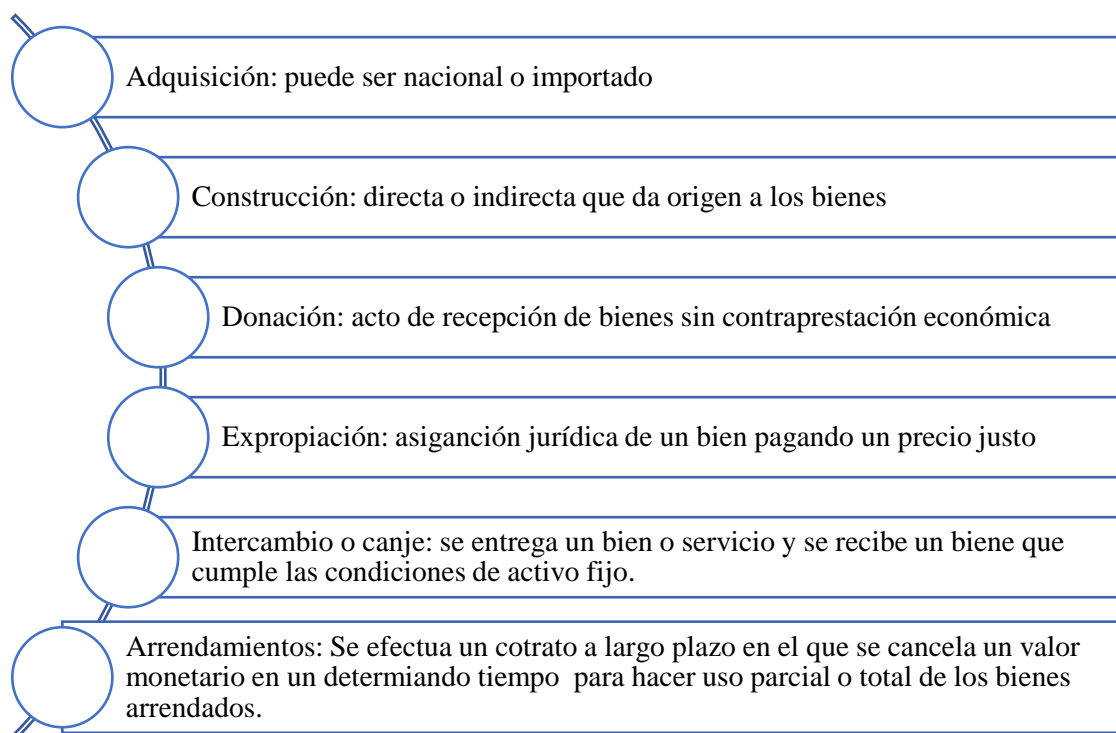 Adquisición: puede ser nacional o importado
Construcción: directa o indirecta que da origen a los bienes
Donación: acto de recepción de bienes sin contraprestación económica
Expropiación: asiganción jurídica de un bien pagando un precio justo
Intercambio o canje: se entrega un bien o servicio y se recibe un biene que
cumple las condiciones de activo fijo.
Arrendamientos: Se efectua un cotrato a largo plazo en el que se cancela un valor
monetario en un determiando tiempo para hacer uso parcial o total de los bienes
arrendados.